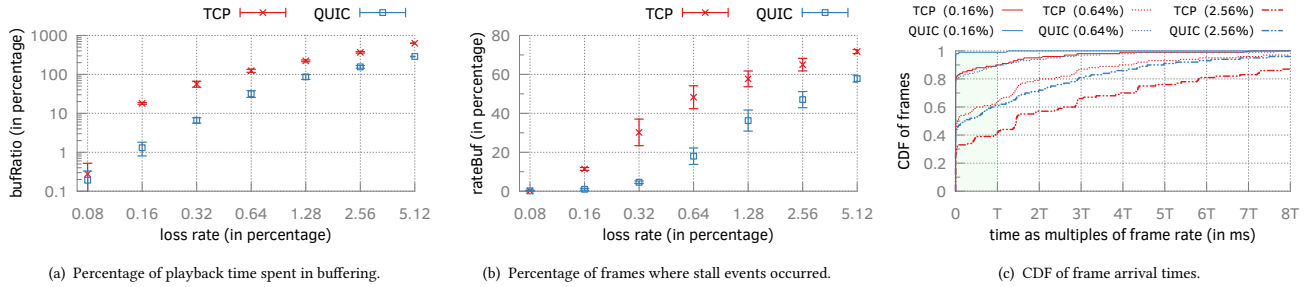 TCP QUIC
bufRatio (in percentage)
1000
100
10
1
0.1
0.08 0.16 0.32 0.64 1.28 2.56 5.12
loss rate (in percentage)
(a) Percentage of playback time spent in buffering.
TCP QUIC
rateBuf (in percentage)
80
60
40
20
0
0.08 0.16 0.32 0.64 1.28 2.56 5.12
loss rate (in percentage)
(b) Percentage of frames where stall events occurred.
TCP (0.16%) TCP (0.64%) TCP (2.56%)
QUIC (0.16%) QUIC (0.64%) QUIC (2.56%)
CDF of frames
1
0.8
0.6
0.4
0.2
0
0 T 2T 3T 4T 5T 6T 7T 8T
time as multiples of frame rate (in ms)
(c) CDF of frame arrival times.